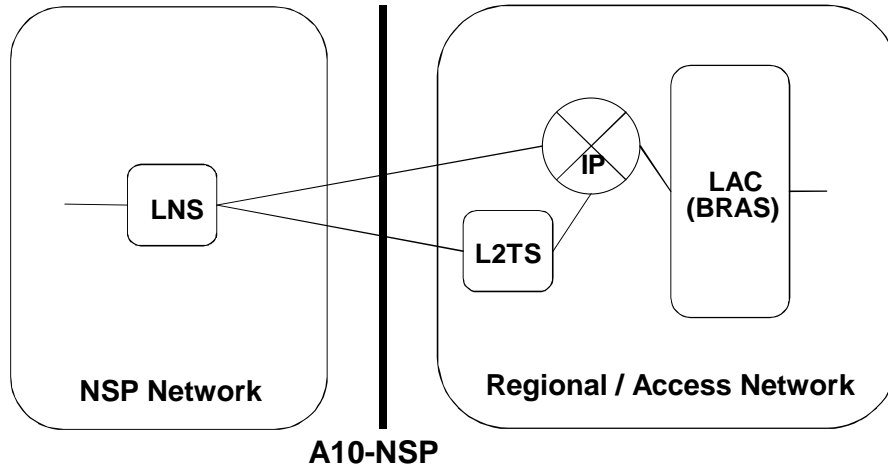 LNS
NSP Network
A10-NSP
IP
LAC
(BRAS)
L2TS
Regional / Access Network